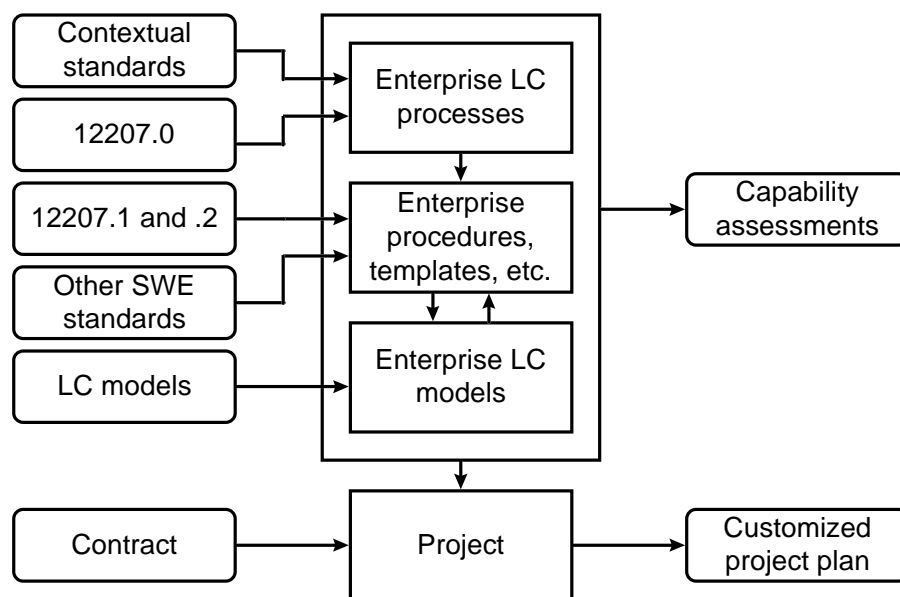 Contextual
standards
12207.0
12207.1 and .2
Other SWE
standards
LC models
Contract
Enterprise LC
processes
Enterprise
procedures,
templates, etc.
Enterprise LC
models
Project
Capability
assessments
Customized
project plan